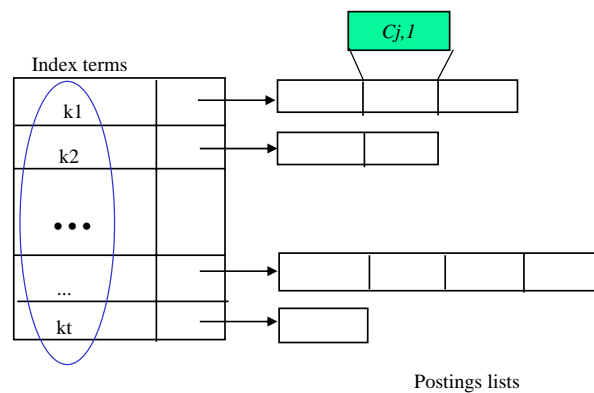 Cj,1
Index terms
k1
k2
•••
...
kt
Postings lists